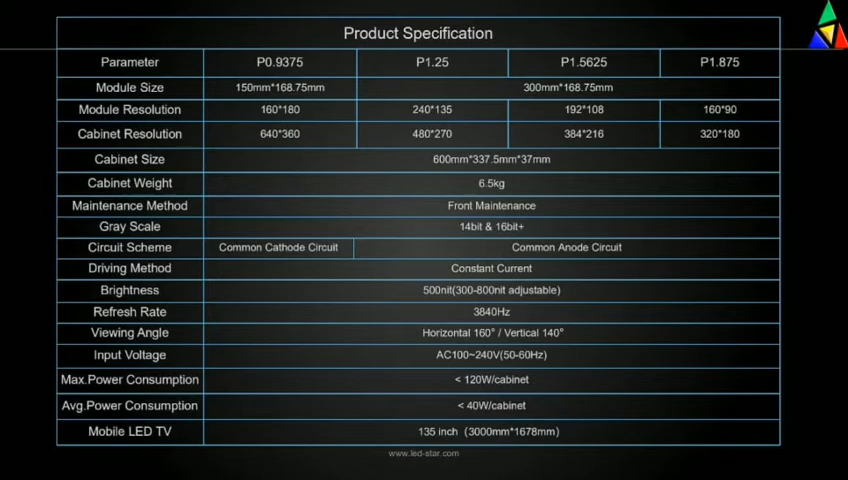 Product Specification
Parameter P0.9375 P1.25 P1.5625 P1.875
Module Size 150mm*168.75mm 300mm*168.75mm
Module Resolution 160*180 240*135 192*108 160*90
Cabinet Resolution 640*360 480*270 384*216 320*180
Cabinet Size 600mm*337.5mm*37mm
Cabinet Weight 6.5kg
Maintenance Method Front Maintenance
Gray Scale 14bit & 16bit+
Circuit Scheme Common Cathode Circuit Common Anode Circuit
Driving Method Constant Current
Brightness 500nit(300-800nit adjustable)
Refresh Rate 3840Hz
Viewing Angle Horizontal 160° / Vertical 140°
Input Voltage AC100~240V(50-60Hz)
Max.Power Consumption < 120W/cabinet
Avg.Power Consumption < 40W/cabinet
Mobile LED TV 135 inch（3000mm*1678mm）
www.led-star.com